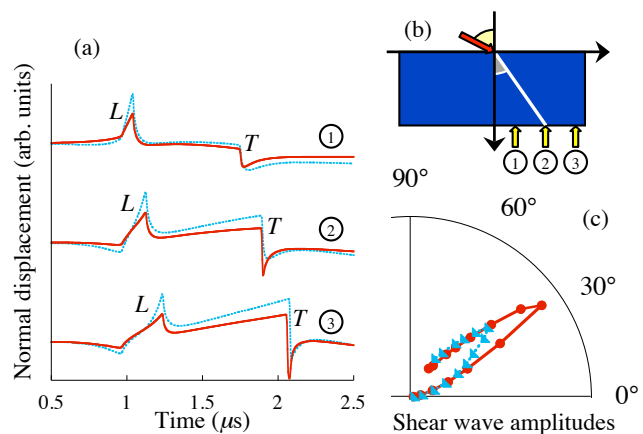 (a)
Normal displacement (arb. units)
L
T
1
L
T
2
L
T
3
0.5 1 1.5 2 2.5
Time (μs)
(b)
1 2 3
90°
60°
(c)
30°
0°
Shear wave amplitudes